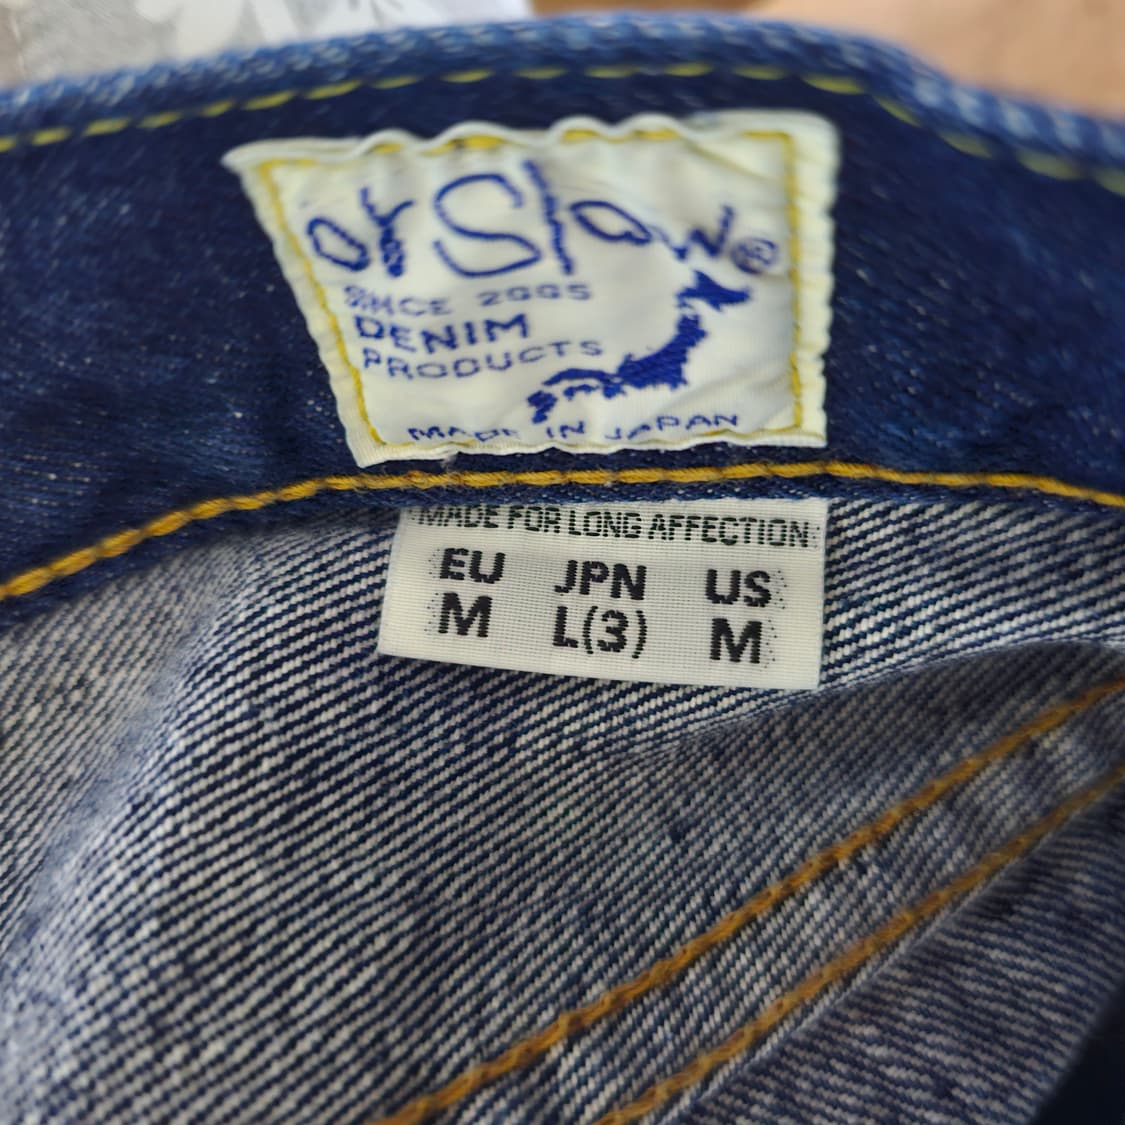 orSlow®
SINCE 2005
DENIM
PRODUCTS
MADE IN JAPAN
MADE FOR LONG AFFECTION
EU JPN US
M L(3) M